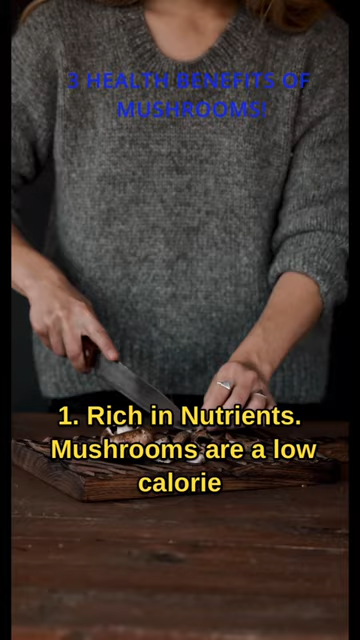 3 HEALTH BENEFITS OF
MUSHROOMS!
1. Rich in Nutrients.
Mushrooms are a low
calorie